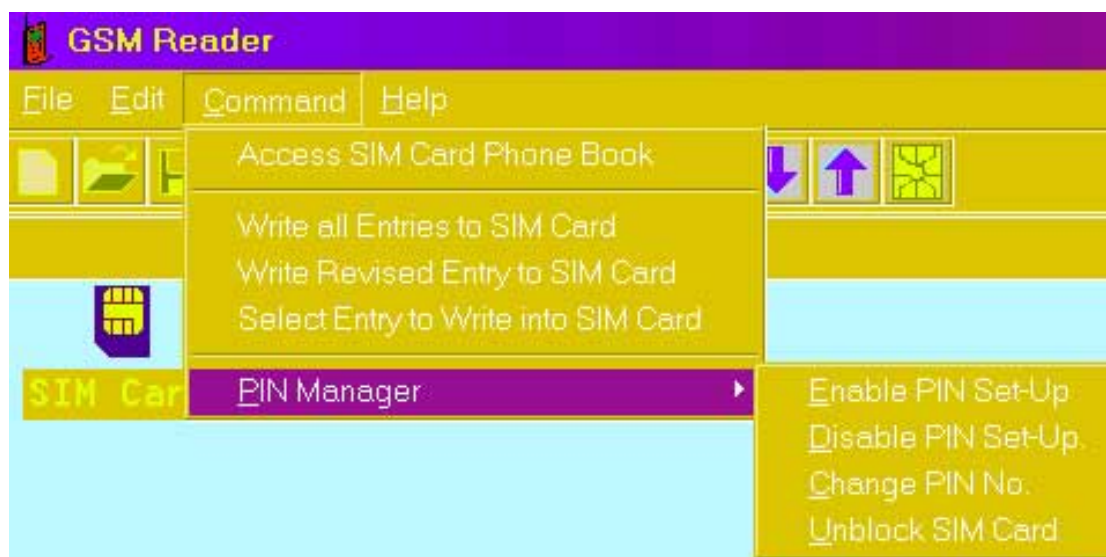 GSM Reader
File Edit Command Help
Access SIM Card Phone Book
Write all Entries to SIM Card
Write Revised Entry to SIM Card
Select Entry to Write into SIM Card
SIM Car
PIN Manager
Enable PIN Set-Up
Disable PIN Set-Up.
Change PIN No.
Unblock SIM Card